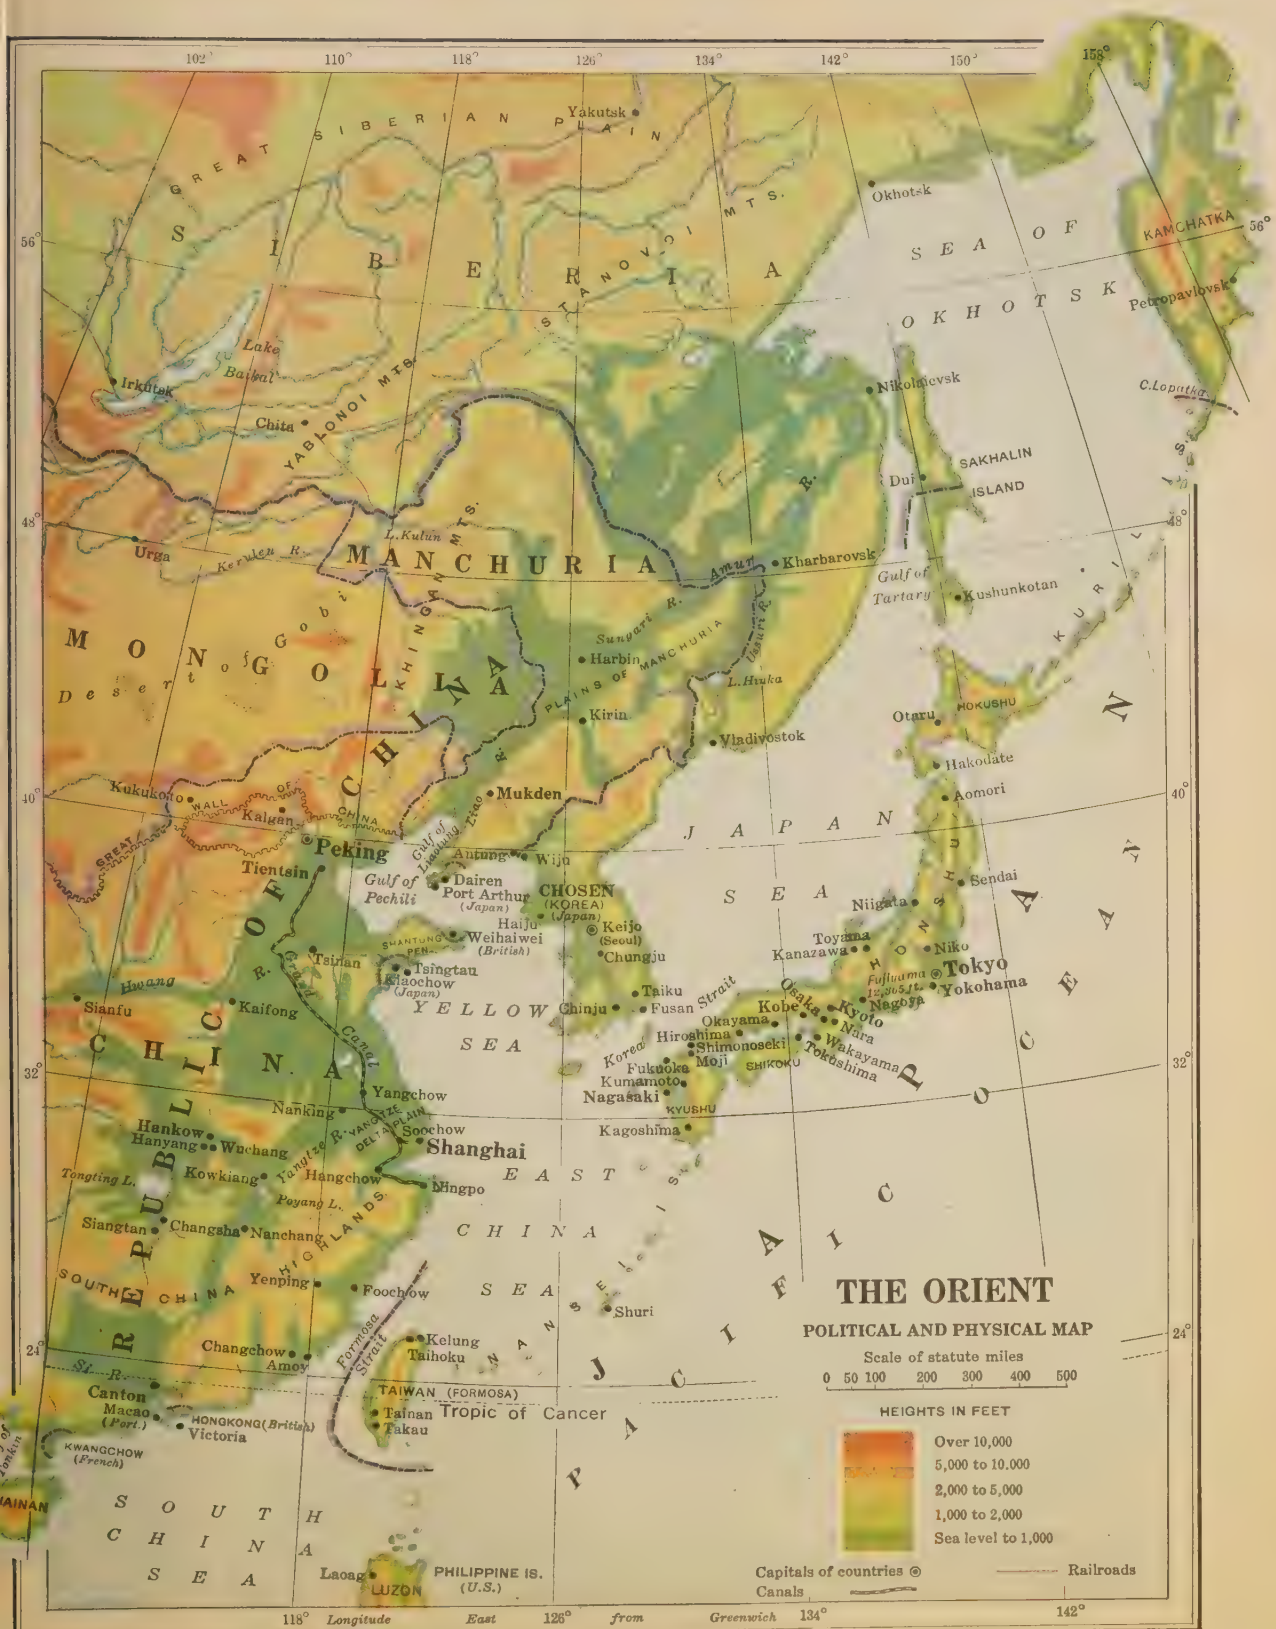 102°
110°
118°
126°
134°
142°
150°
158°
GREAT SIBERIAN PLAIN
Yakutsk
Okhotsk
SIBERIA
STANOVOI MTS.
SEA OF
OKHOTSK
KAMCHATKA
56°
56°
Petropavlovsk
C. Lopatka
Lake
Baikal
Irkutsk
Chita
YABLONOI MTS.
Nikolaievsk
SAKHALIN
ISLAND
Dui
48°
48°
Urga
Kerulen R.
L. Kulun
MANCHURIA
KHINGAN MTS.
Amur
R.
Kharbarovsk
Gulf of
Tartary
Kushunkotan
KURIL
IS.
MONGOLIA
Desert of Gobi
Sungari R.
Ussuri R.
Harbin
PLAINS OF MANCHURIA
L. Hiuka
Kirin
Vladivostok
HOKUSHU
Otaru
Hakodate
Aomori
40°
40°
Kukukoto
GREAT WALL OF CHINA
Kalgan
Liao R.
Mukden
JAPAN
SEA
Peking
Tientsin
Gulf of
Liaotung
Antung
Wiju
Gulf of
Pechili
Dairen
Port Arthur
(Japan)
CHOSEN
(KOREA)
(Japan)
Haiju
Keijo
(Seoul)
Chungju
SHANTUNG
PEN.
Weihaiwei
(British)
Tsinan
Tsingtau
Kiaochow
(Japan)
Sendai
Niigata
Toyama
Kanazawa
HONSHU
Niko
Fujiyama
12,365 ft.
Tokyo
Yokohama
Nagoya
Kyoto
Osaka
Kobe
Nara
Wakayama
Tokushima
Okayama
Hiroshima
Shimonoseki
Moji
SHIKOKU
Fukuoka
Kumamoto
Nagasaki
KYUSHU
Kagoshima
Taiku
Fusan
Chinju
Korea Strait
YELLOW
SEA
Hwang R.
Sianfu
Kaifong
Grand Canal
CHINA
REPUBLIC OF CHINA
32°
32°
Yangchow
Nanking
Yangtze R.
YANGTZE
DELTA PLAIN
Soochow
Shanghai
Hankow
Hanyang
Wuchang
Kowkiang
Hangchow
Ningpo
Tongting L.
Poyang L.
Siangtan
Changsha
Nanchang
SOUTH CHINA HIGHLANDS
Yenping
Foochow
EAST
CHINA
SEA
NANSEI IS.
Shuri
JAPAN
PACIFIC OCEAN
24°
24°
Changchow
Amoy
Formosa
Strait
Kelung
Taihoku
TAIWAN (FORMOSA)
Tainan
Takau
Tropic of Cancer
Si R.
Canton
Macao
(Port.)
HONGKONG (British)
Victoria
KWANGCHOW
(French)
of
Tonkin
HAINAN
SOUTH
CHINA
SEA
Laoag
LUZON
PHILIPPINE IS.
(U.S.)
THE ORIENT
POLITICAL AND PHYSICAL MAP
Scale of statute miles
0 50 100 200 300 400 500
HEIGHTS IN FEET
Over 10,000
5,000 to 10,000
2,000 to 5,000
1,000 to 2,000
Sea level to 1,000
Capitals of countries
Railroads
Canals
118° Longitude East 126° from Greenwich 134° 142°